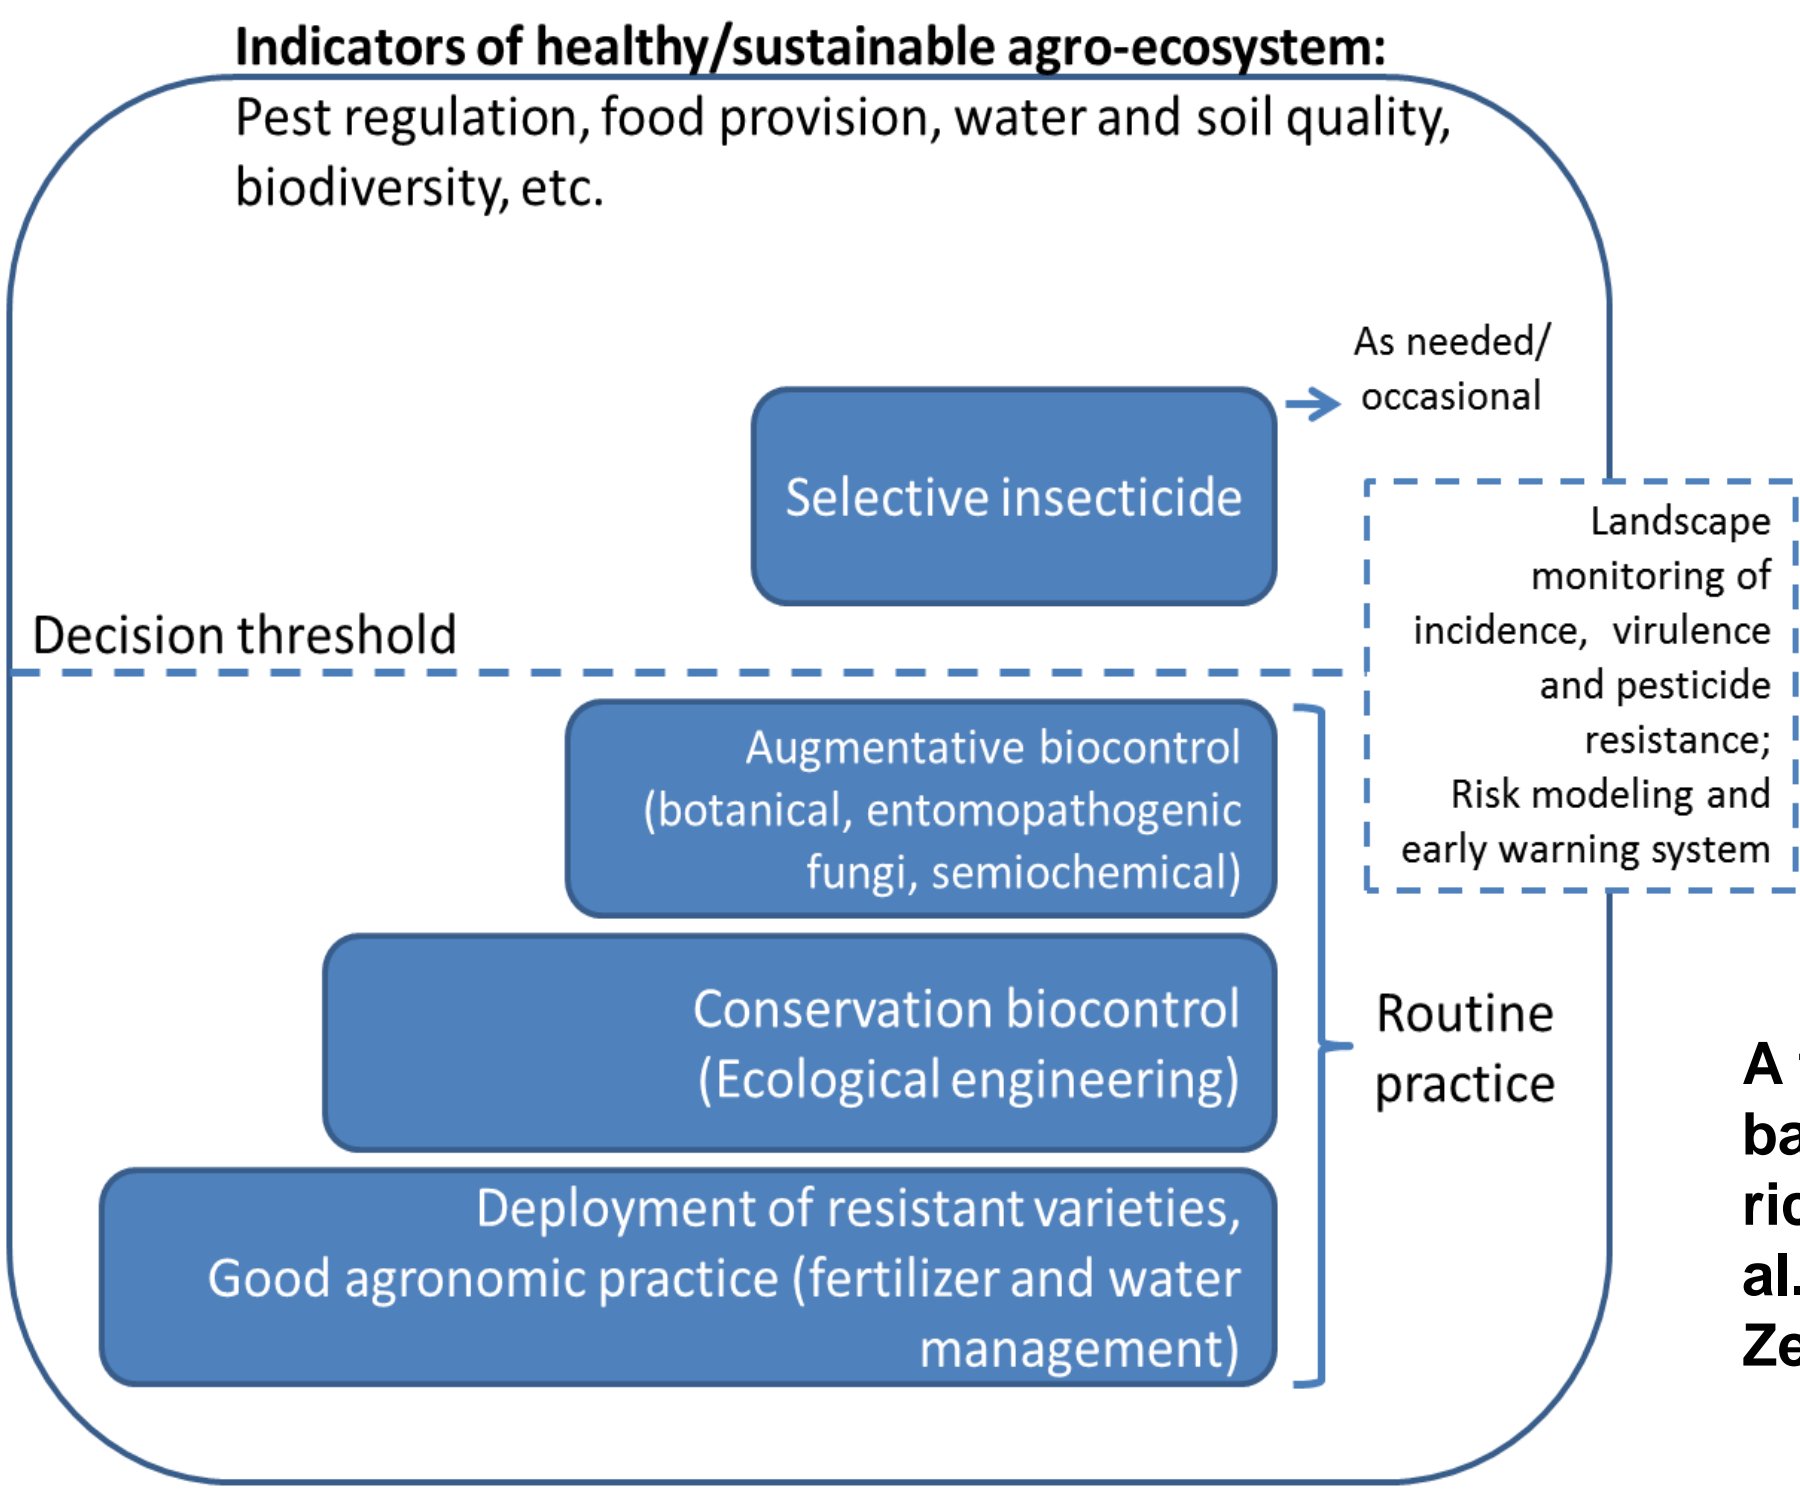 Indicators of healthy/sustainable agro-ecosystem:
Pest regulation, food provision, water and soil quality,
biodiversity, etc.
As needed/
occasional
Selective insecticide
Landscape
monitoring of
incidence, virulence
and pesticide
resistance;
Risk modeling and
early warning system
Decision threshold
Augmentative biocontrol
(botanical, entomopathogenic
fungi, semiochemical)
Conservation biocontrol
(Ecological engineering)
Routine
practice
Deployment of resistant varieties,
Good agronomic practice (fertilizer and water
management)
A
al.